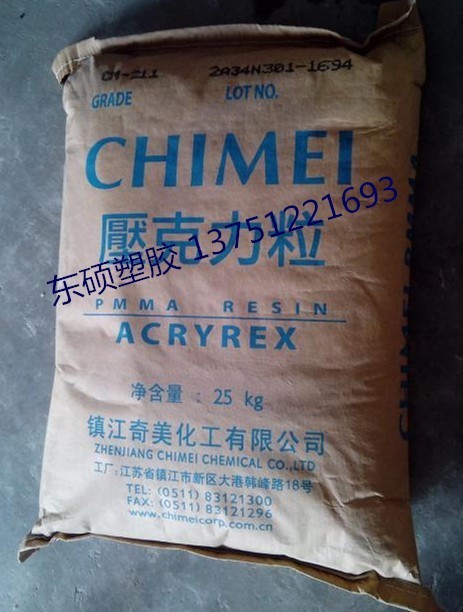 CM-211 2A34N301-1694
GRADE LOT NO.
CHIMEI
壓克力粒
东硕塑胶 13751221693
PMMA RESIN
ACRYREX
净含量 : 25 kg
镇江奇美化工有限公司
ZHENJIANG CHIMEI CHEMICAL CO.,LTD
工厂:江苏省镇江市新区大港韩峰路18号
TEL: (0511) 83121300
FAX: (0511) 83121296
www.chimeicorp.com.cn
CHIMEI PMMA